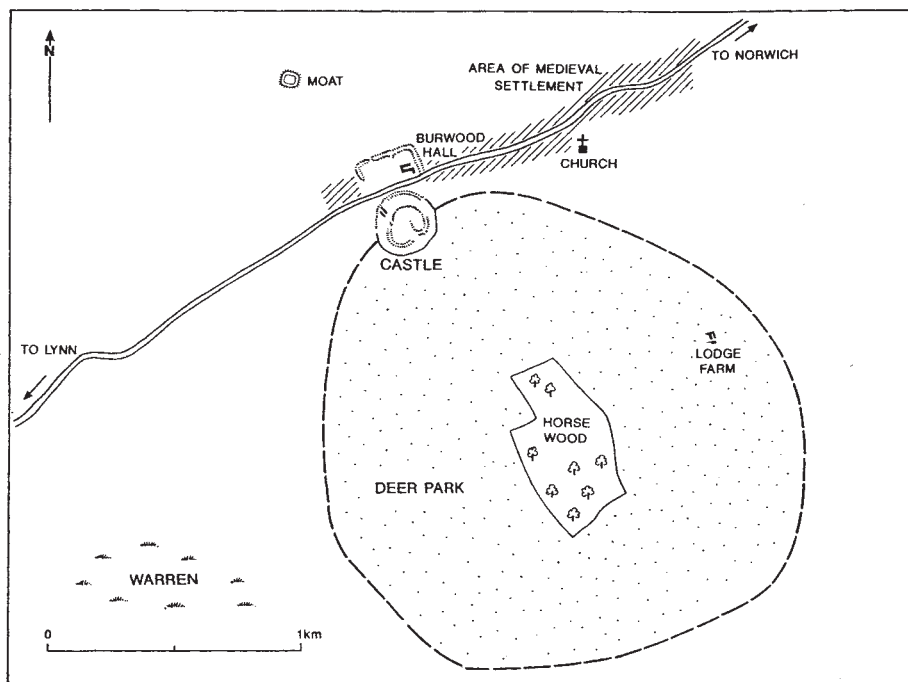 N
TO NORWICH
AREA OF MEDIEVAL
SETTLEMENT
MOAT
BURWOOD
HALL
CHURCH
CASTLE
TO LYNN
LODGE
FARM
HORSE
WOOD
DEER PARK
WARREN
0 1km